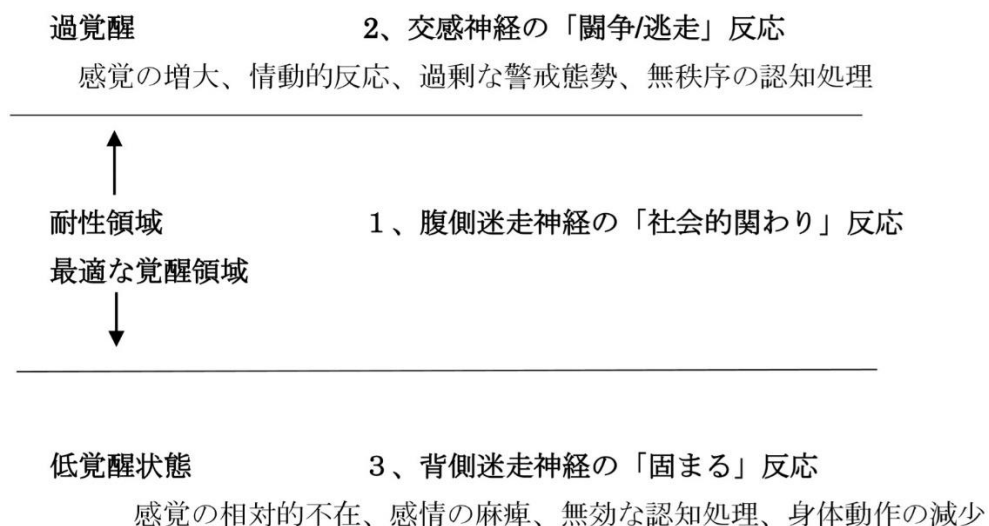 過覚醒 2、交感神経の「闘争/逃走」反応
感覚の増大、情動的反応、過剰な警戒態勢、無秩序の認知処理
耐性領域 1、腹側迷走神経の「社会的関わり」反応
最適な覚醒領域
低覚醒状態 3、背側迷走神経の「固まる」反応
感覚の相対的不在、感情の麻痺、無効な認知処理、身体動作の減少